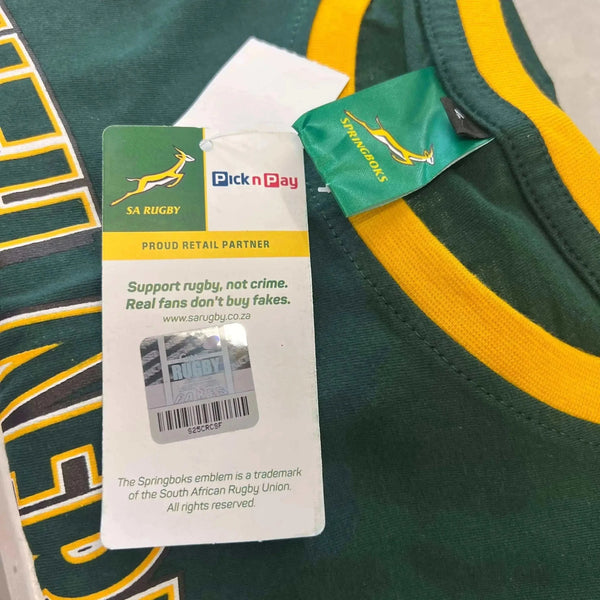 SPRINGBOKS
SA RUGBY
Pick n Pay
PROUD RETAIL PARTNER
Support rugby, not crime.
Real fans don't buy fakes.
www.sarugby.co.za
RUGBY
S25CRC9F
The Springboks emblem is a trademark
of the South African Rugby Union.
All rights reserved.